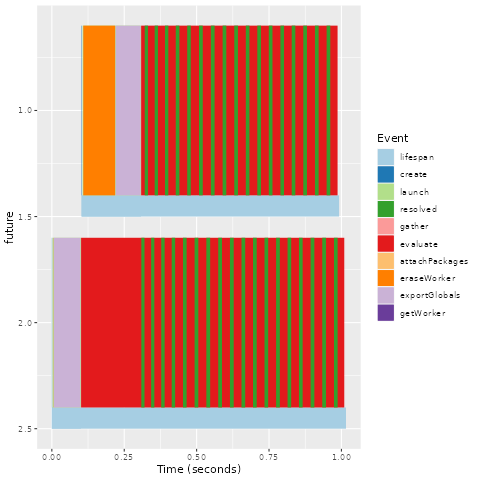 Event
lifespan
create
launch
resolved
gather
evaluate
attachPackages
eraseWorker
exportGlobals
getWorker
future
1.0
1.5
2.0
2.5
0.00 0.25 0.50 0.75 1.00
Time (seconds)